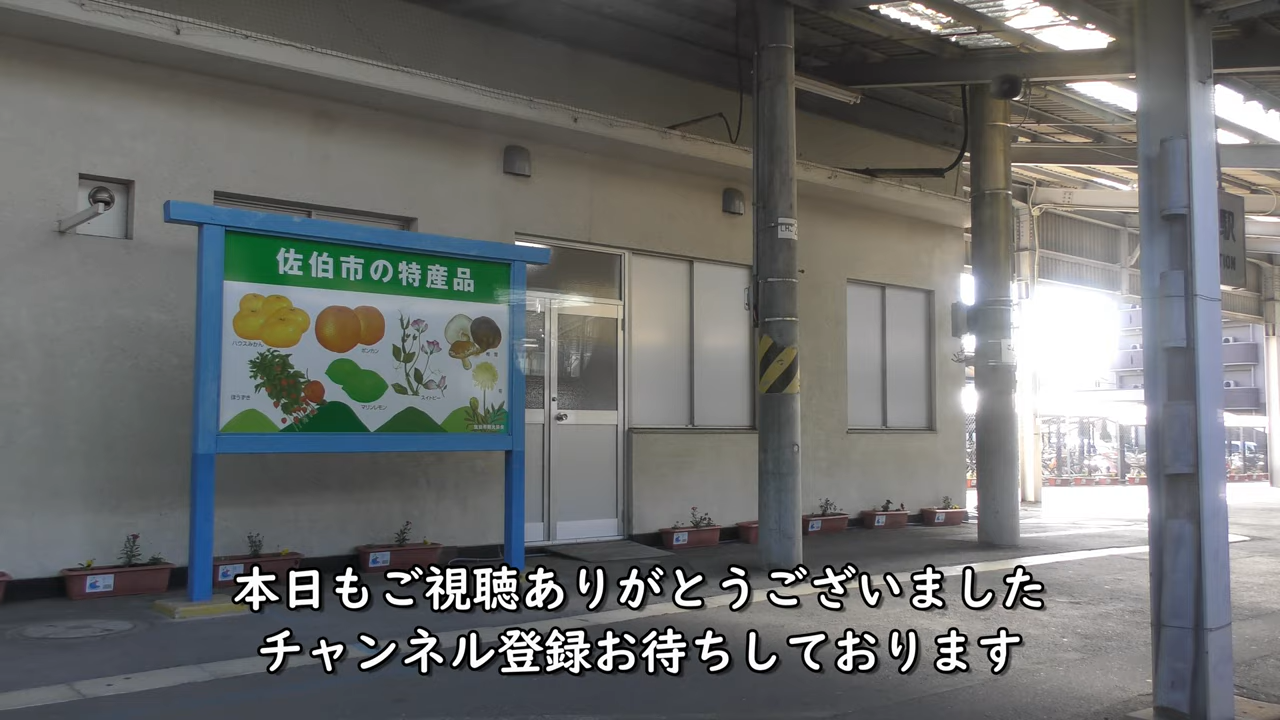 佐伯市の特産品
ハウスみかん
ポンカン
ほうずき
マリンレモン
スイトピー
駅
TION
本日もご視聴ありがとうございました
チャンネル登録お待ちしております